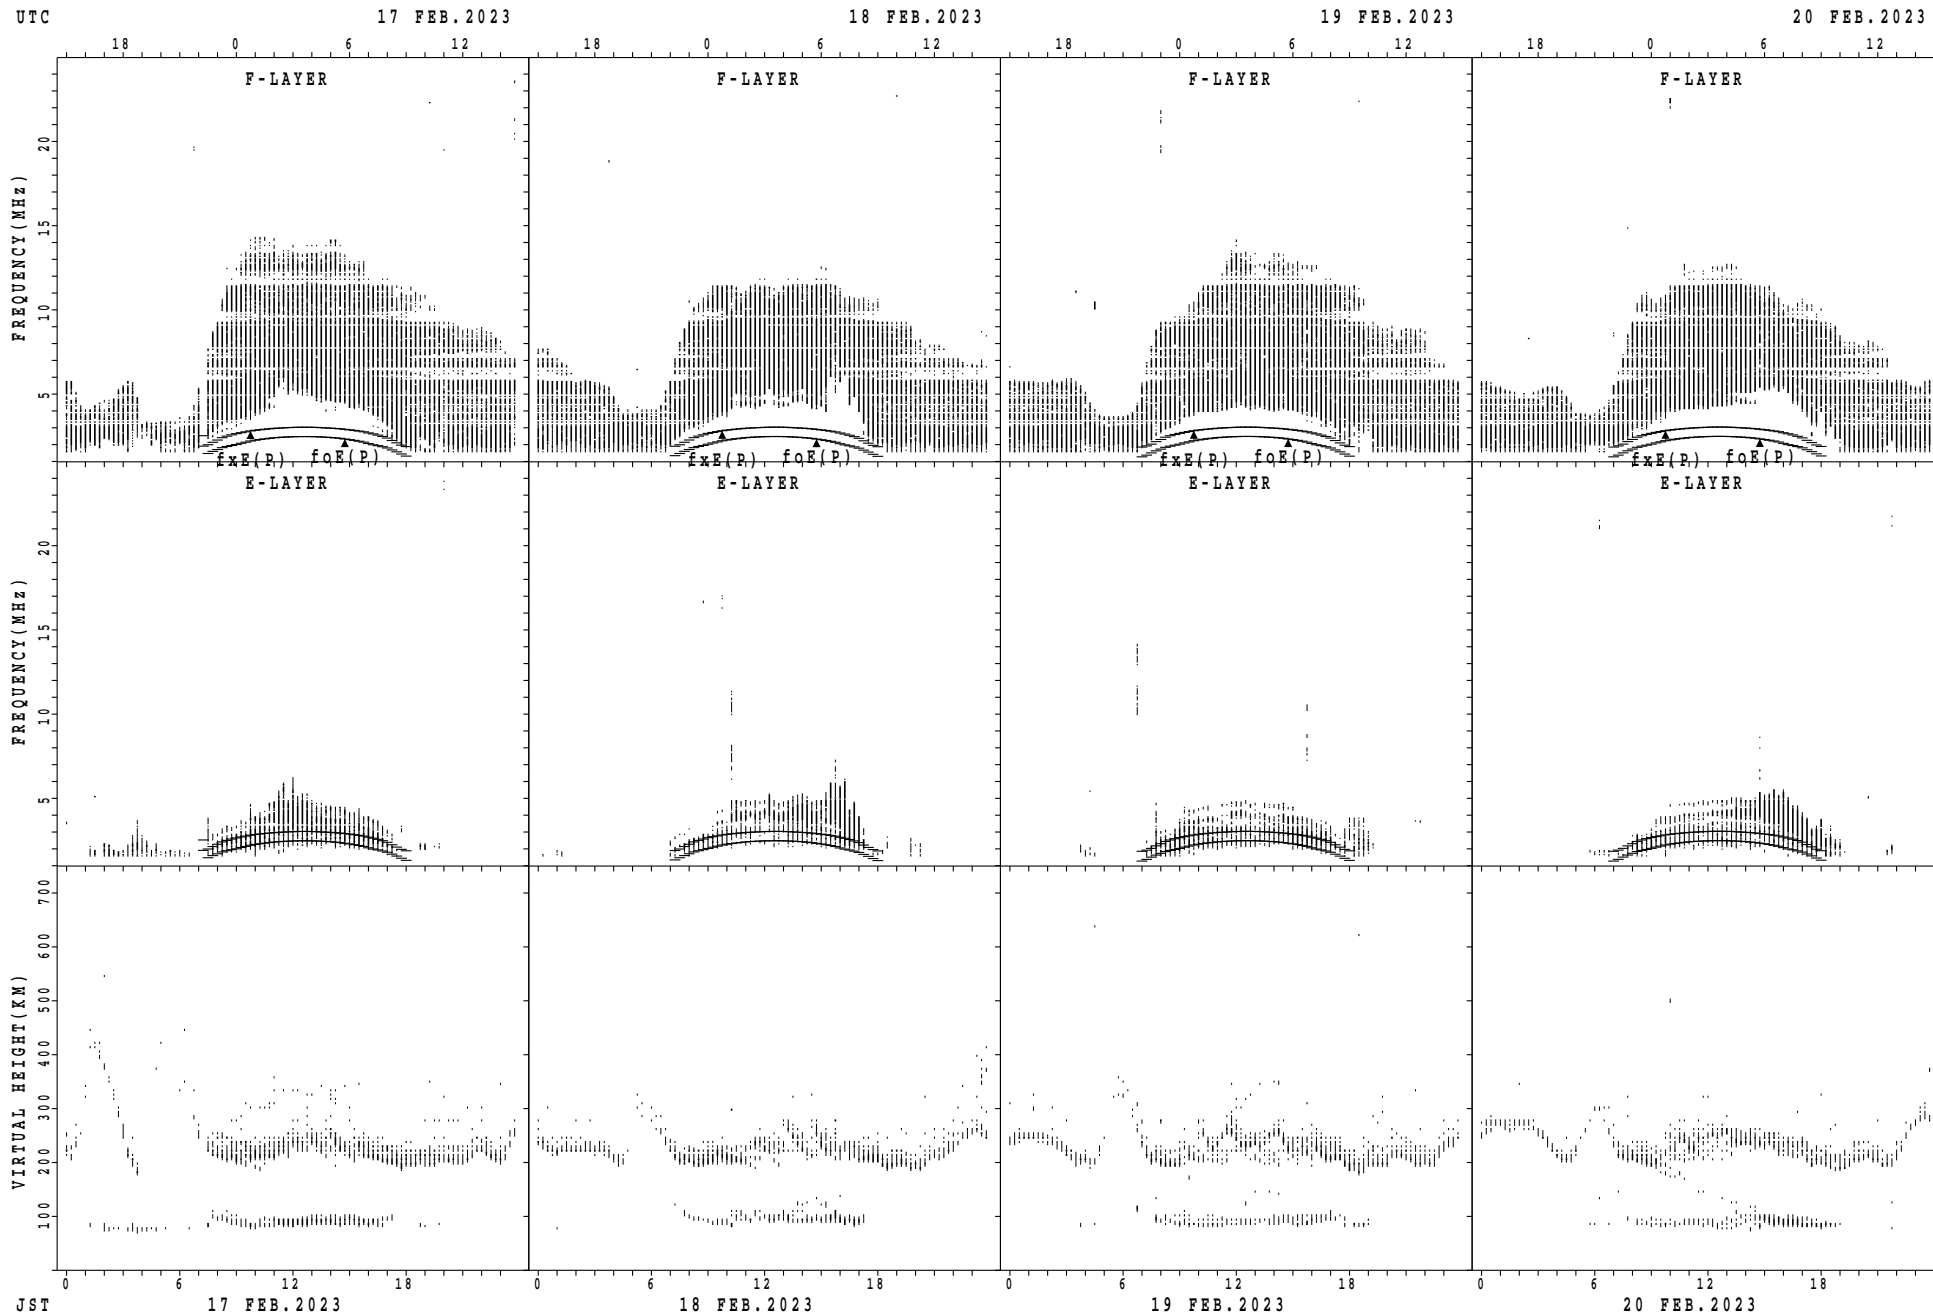 UTC 17 FEB.2023 18 FEB.2023 19 FEB.2023 20 FEB.2023
18 0 6 12 18 0 6 12 18 0 6 12 18 0 6 12
F-LAYER F-LAYER F-LAYER F-LAYER
FREQUENCY(MHz)
20
15
10
5
fxE(P) foE(P) fxE(P) foE(P) fxE(P) foE(P) fxE(P) foE(P)
E-LAYER E-LAYER E-LAYER E-LAYER
FREQUENCY(MHz)
20
15
10
5
VIRTUAL HEIGHT(KM)
700
600
500
400
300
200
100
0 6 12 18 0 6 12 18 0 6 12 18 0 6 12 18
JST 17 FEB.2023 18 FEB.2023 19 FEB.2023 20 FEB.2023